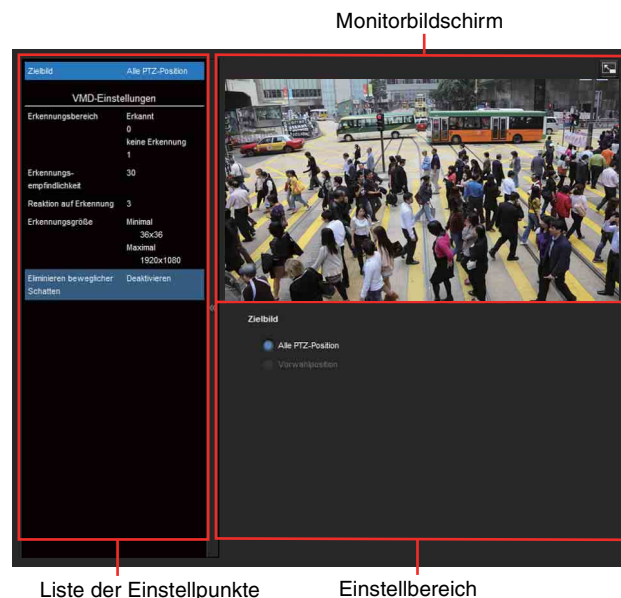 Monitorbildschirm
Zielbild Alle PTZ-Position
VMD-Einstellungen
Erkennungsbereich Erkannt
0
keine Erkennung
1
Erkennungs- 30
empfindlichkeit
Reaktion auf Erkennung 3
Erkennungsgröße Minimal
36x36
Maximal
1920x1080
Eliminieren beweglicher Deaktivieren
Schatten
«
Zielbild
Alle PTZ-Position
Vorwahlposition
Liste der Einstellpunkte
Einstellbereich